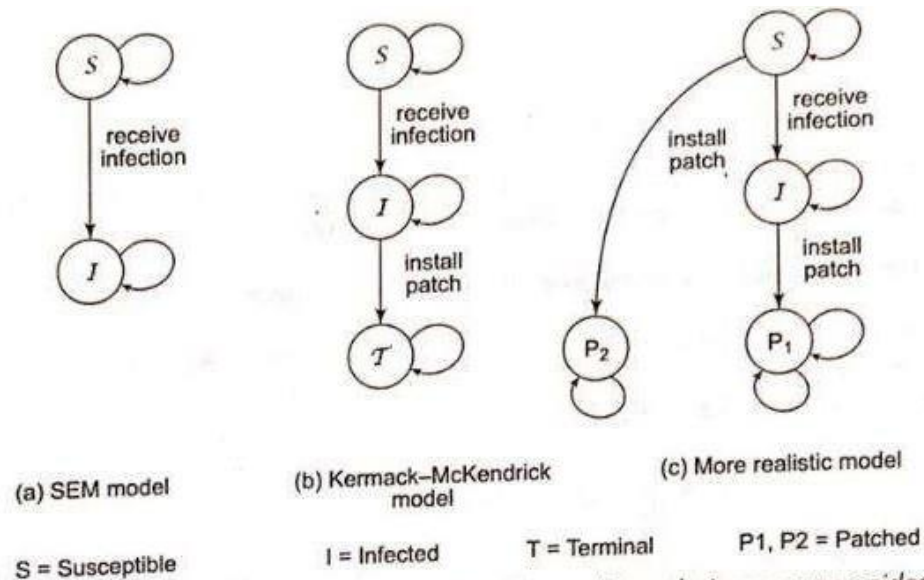 S
receive
infection
I
S
receive
infection
I
install
patch
T
S
install
patch
receive
infection
I
install
patch
P₂
P₁
(a) SEM model
(b) Kermack–McKendrick
model
(c) More realistic model
S = Susceptible
I = Infected
T = Terminal
P1, P2 = Patched